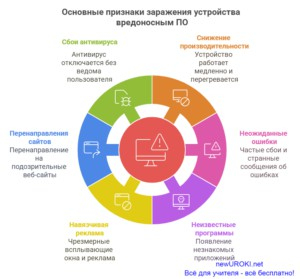 Основные признаки заражения устройства
вредоносным ПО
Сбои антивируса
Антивирус
отключается без
ведома
пользователя
Снижения
производительности
Устройство
работает
медленно и
перегревается
Перенаправления
сайтов
Перенаправление
на
подозрительные
веб-сайты
Неожиданные
ошибки
Частые сбои и
странные
сообщения об
ошибках
Навязчивая
реклама
Чрезмерные
всплывающие
окна и реклама
Неизвестные
программы
Появление
незнакомых
приложений
newUROKI.net
Всё для учителя - всё бесплатно!